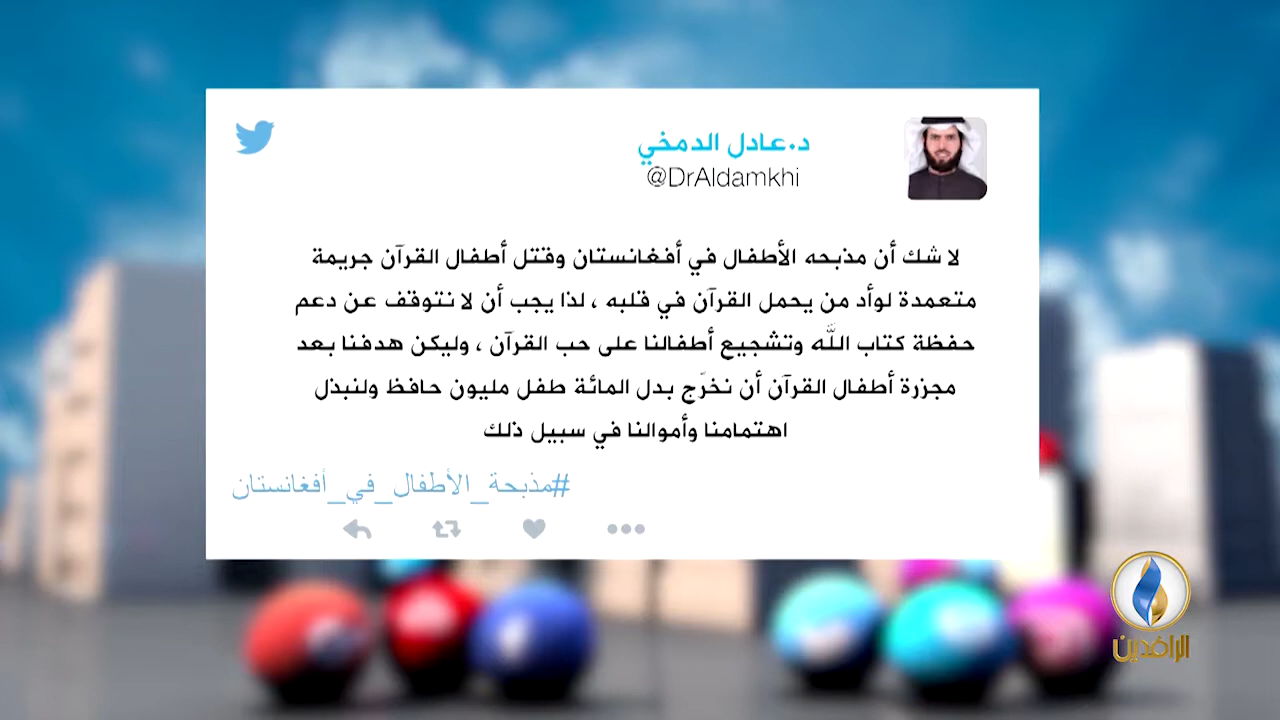 د.عادل الدمخي
@DrAldamkhi
لا شك أن مذبحه الأطفال في أفغانستان وقتل أطفال القرآن جريمة
متعمدة لوأد من يحمل القرآن في قلبه ، لذا يجب أن لا نتوقف عن دعم
حفظة كتاب اللّٰه وتشجيع أطفالنا على حب القرآن ، وليكن هدفنا بعد
مجزرة أطفال القرآن أن نخرَج بدل المائة طفل مليون حافظ ولنبذل
اهتمامنا وأموالنا في سبيل ذلك
#مذبحة_الأطفال_في_أفغانستان
الرافدين